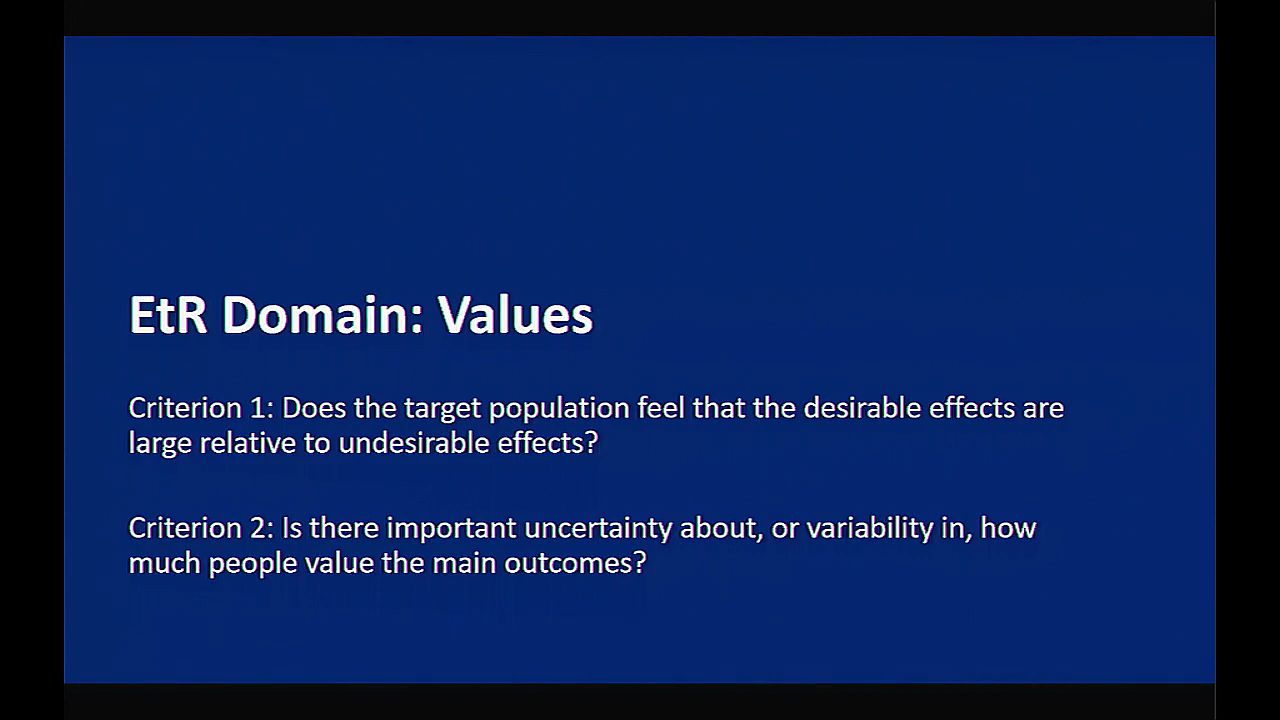 EtR Domain: Values
Criterion 1: Does the target population feel that the desirable effects are
large relative to undesirable effects?
Criterion 2: Is there important uncertainty about, or variability in, how
much people value the main outcomes?